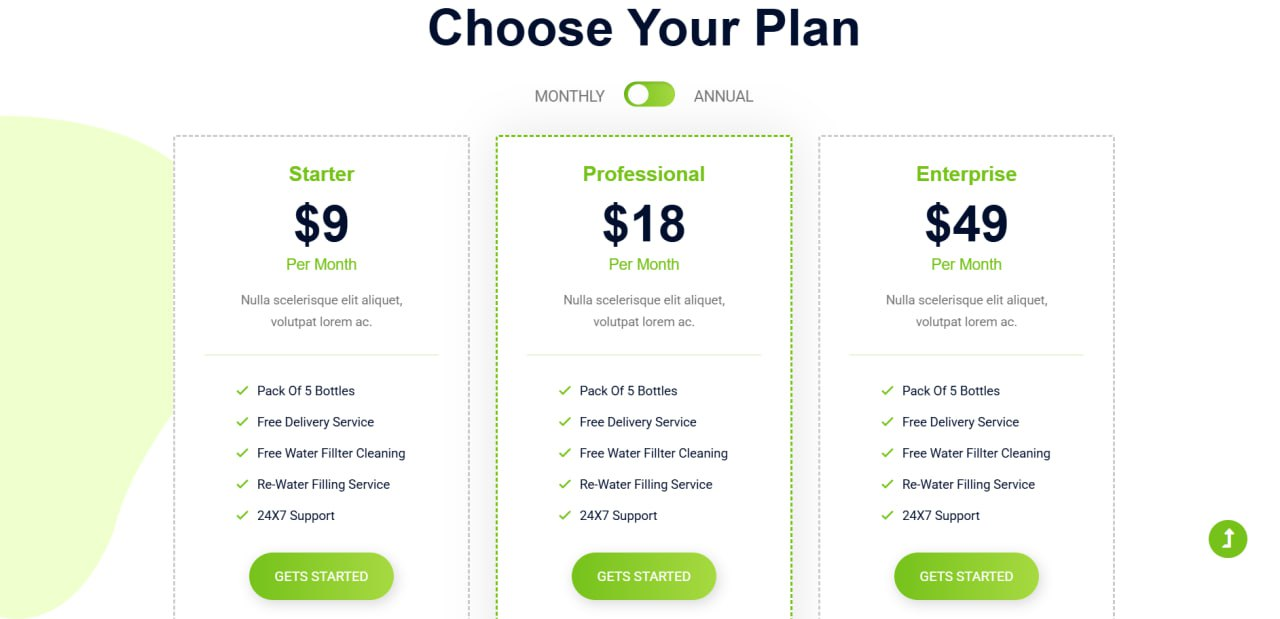 Choose Your Plan
MONTHLY
ANNUAL
Starter
$9
Per Month
Nulla scelerisque elit aliquet,
volutpat lorem ac.
Pack Of 5 Bottles
Free Delivery Service
Free Water Fillter Cleaning
Re-Water Filling Service
24X7 Support
GETS STARTED
Professional
$18
Per Month
Nulla scelerisque elit aliquet,
volutpat lorem ac.
Pack Of 5 Bottles
Free Delivery Service
Free Water Fillter Cleaning
Re-Water Filling Service
24X7 Support
GETS STARTED
Enterprise
$49
Per Month
Nulla scelerisque elit aliquet,
volutpat lorem ac.
Pack Of 5 Bottles
Free Delivery Service
Free Water Fillter Cleaning
Re-Water Filling Service
24X7 Support
GETS STARTED